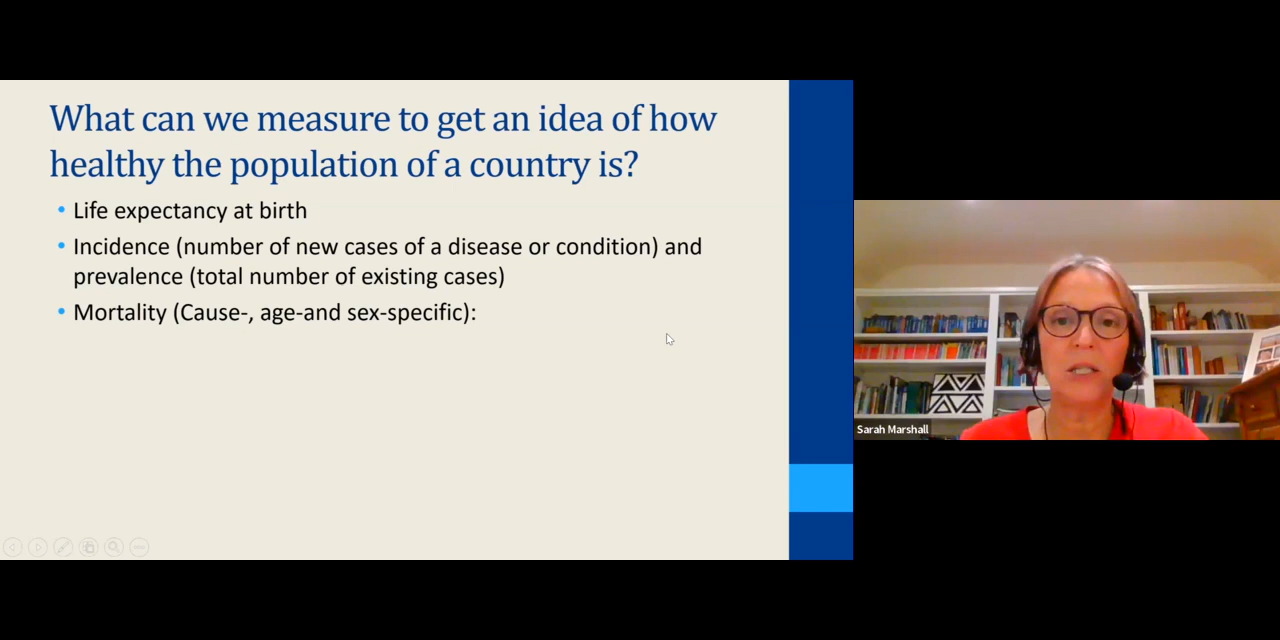 What can we measure to get an idea of how
healthy the population of a country is?
• Life expectancy at birth
• Incidence (number of new cases of a disease or condition) and
prevalence (total number of existing cases)
• Mortality (Cause-, age-and sex-specific):
Sarah Marshall